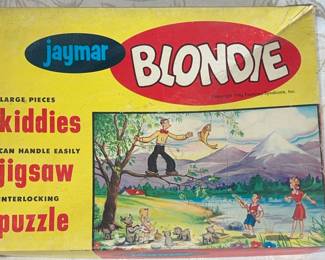 jaymar
BLONDIE
LARGE PIECES
kiddies
CAN HANDLE EASILY
jigsaw
INTERLOCKING
puzzle